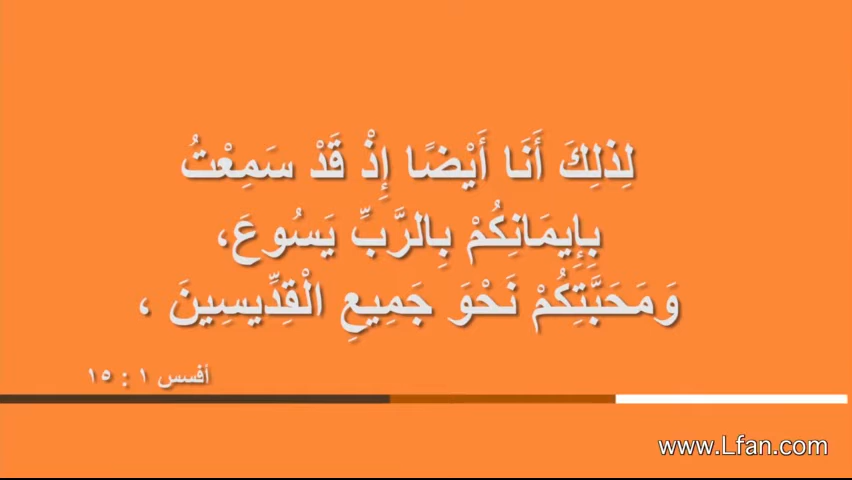 لِذلِكَ أَنَا أَيْضًا إِذْ قَدْ سَمِعْتُ
بِإِيمَانِكُمْ بِالرَّبِّ يَسُوعَ،
وَمَحَبَّتِكُمْ نَحْوَ جَمِيعِ الْقِدِّيسِينَ ،
أفسس ١ : ١٥
www.Lfan.com